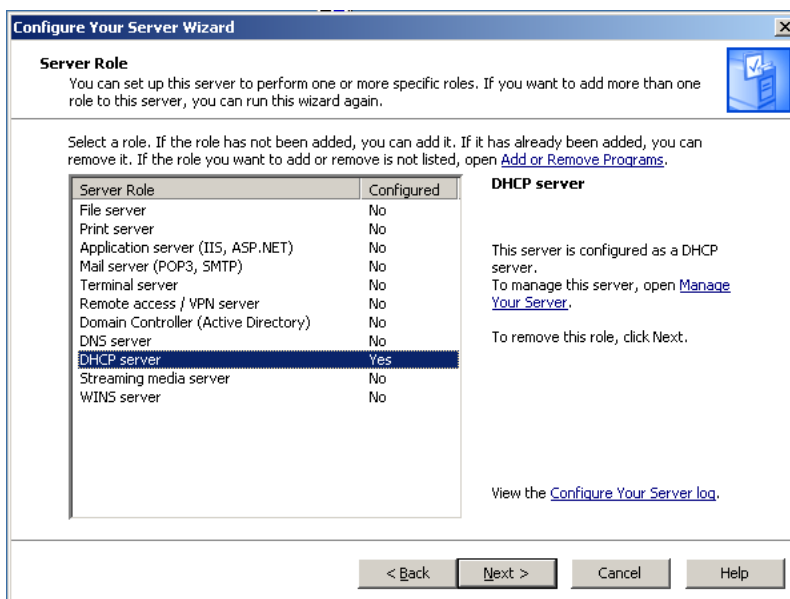 Configure Your Server Wizard
Server Role
You can set up this server to perform one or more specific roles. If you want to add more than one
role to this server, you can run this wizard again.
Select a role. If the role has not been added, you can add it. If it has already been added, you can
remove it. If the role you want to add or remove is not listed, open Add or Remove Programs.
Server Role Configured
File server No
Print server No
Application server (IIS, ASP.NET) No
Mail server (POP3, SMTP) No
Terminal server No
Remote access / VPN server No
Domain Controller (Active Directory) No
DNS server No
DHCP server Yes
Streaming media server No
WINS server No
DHCP server
This server is configured as a DHCP
server.
To manage this server, open Manage
Your Server.
To remove this role, click Next.
View the Configure Your Server log.
< Back Next > Cancel Help